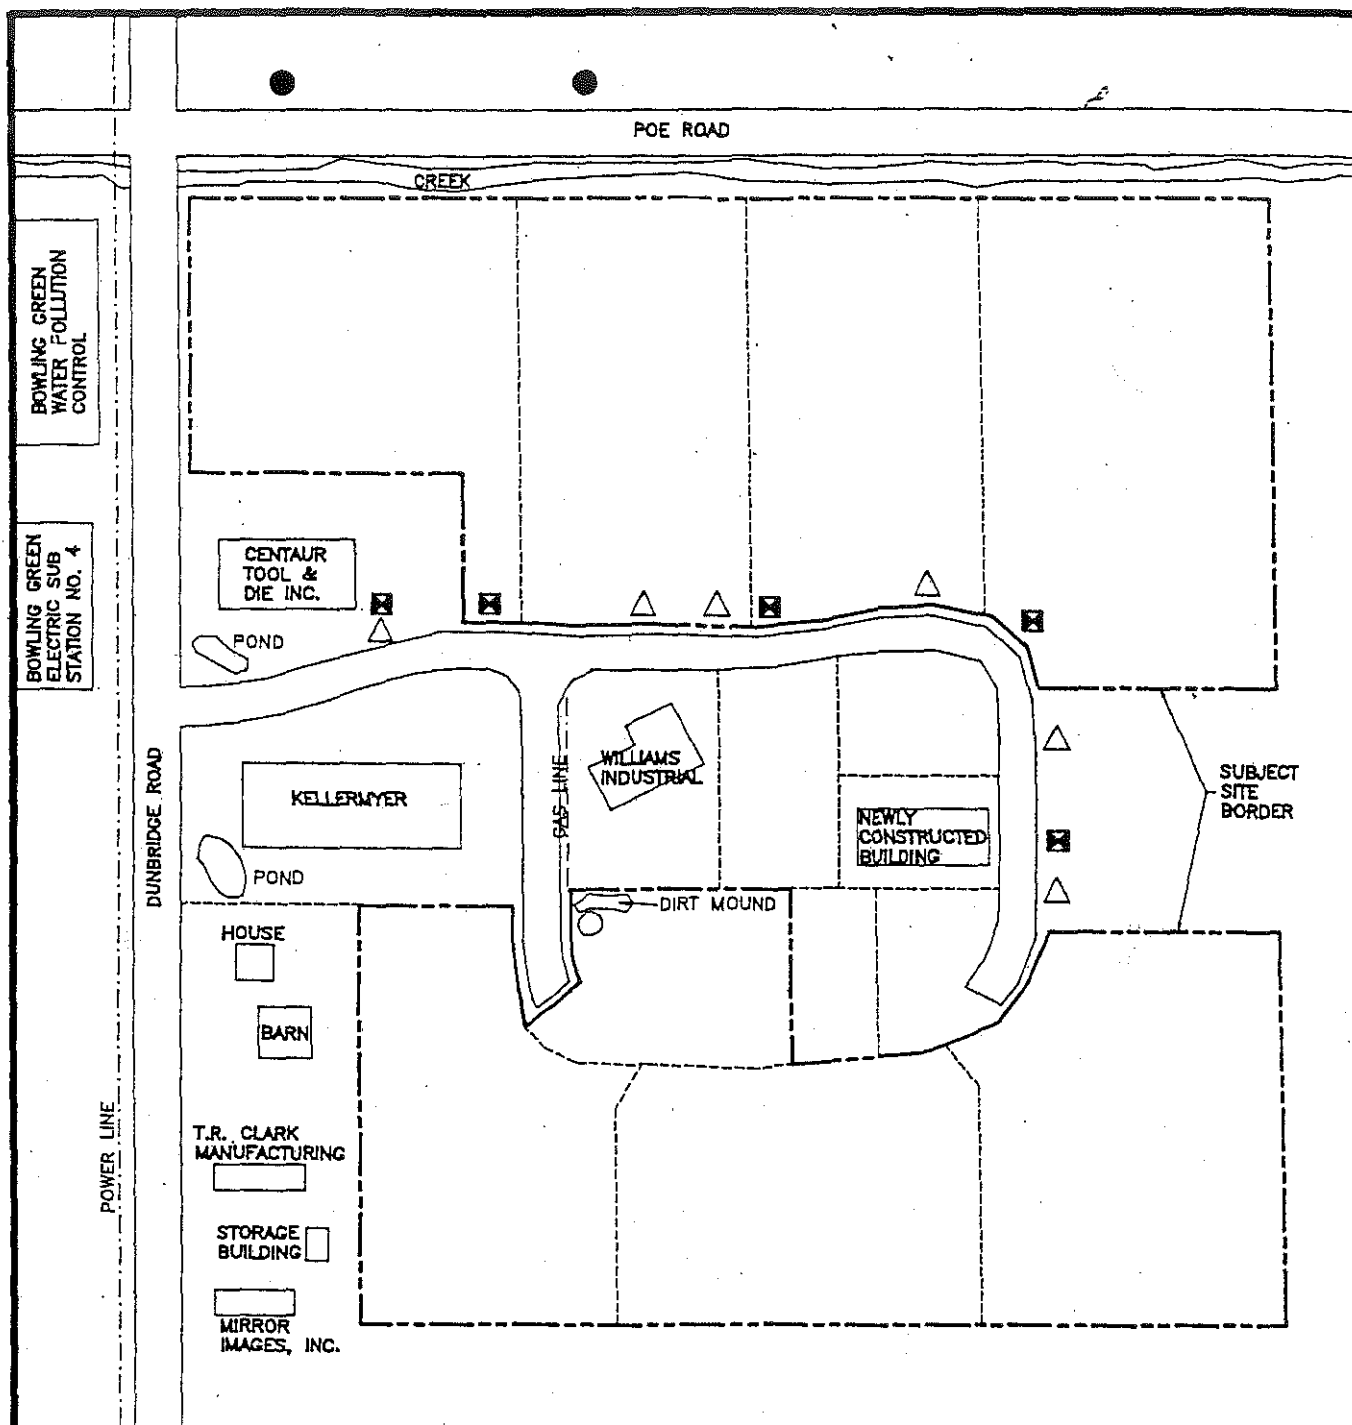 POE ROAD
CREEK
BOWLING GREEN
WATER POLLUTION
CONTROL
BOWLING GREEN
ELECTRIC SUB
STATION NO. 4
CENTAUR
TOOL &
DIE INC.
POND
DUNBRIDGE ROAD
KELLERMYER
GAS LINE
WILLIAMS
INDUSTRIAL
NEWLY
CONSTRUCTED
BUILDING
SUBJECT
SITE
BORDER
POND
DIRT MOUND
HOUSE
BARN
POWER LINE
T.R. CLARK
MANUFACTURING
STORAGE
BUILDING
MIRROR
IMAGES, INC.